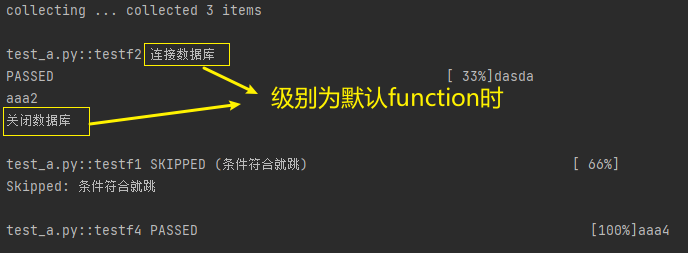 collecting ... collected 3 items
test_a.py::testf2 连接数据库
PASSED [ 33%]dasda
aaa2
级别为默认function时
关闭数据库
test_a.py::testf1 SKIPPED (条件符合就跳) [ 66%]
Skipped: 条件符合就跳
test_a.py::testf4 PASSED [100%]aaa4